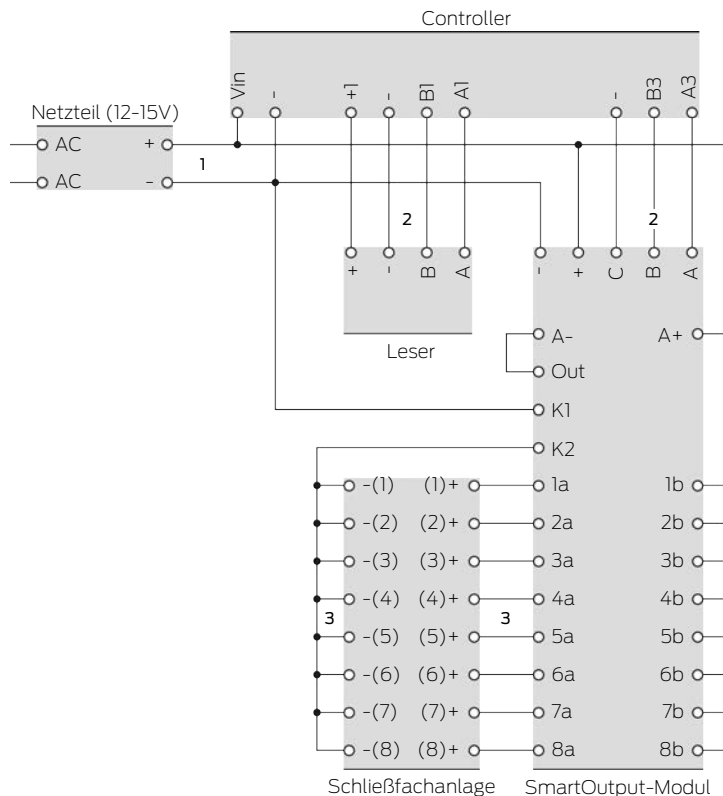 Controller
Vin - +1 - B1 A1 - B3 A3
Netzteil (12-15V)
AC +
AC -
1
2
2
+ - B A
- + C B A
Leser
A- A+
Out
K1
K2
-(1) (1)+ 1a 1b
-(2) (2)+ 2a 2b
-(3) (3)+ 3a 3b
-(4) (4)+ 4a 4b
3
3
-(5) (5)+ 5a 5b
-(6) (6)+ 6a 6b
-(7) (7)+ 7a 7b
-(8) (8)+ 8a 8b
Schließfachanlage
SmartOutput-Modul